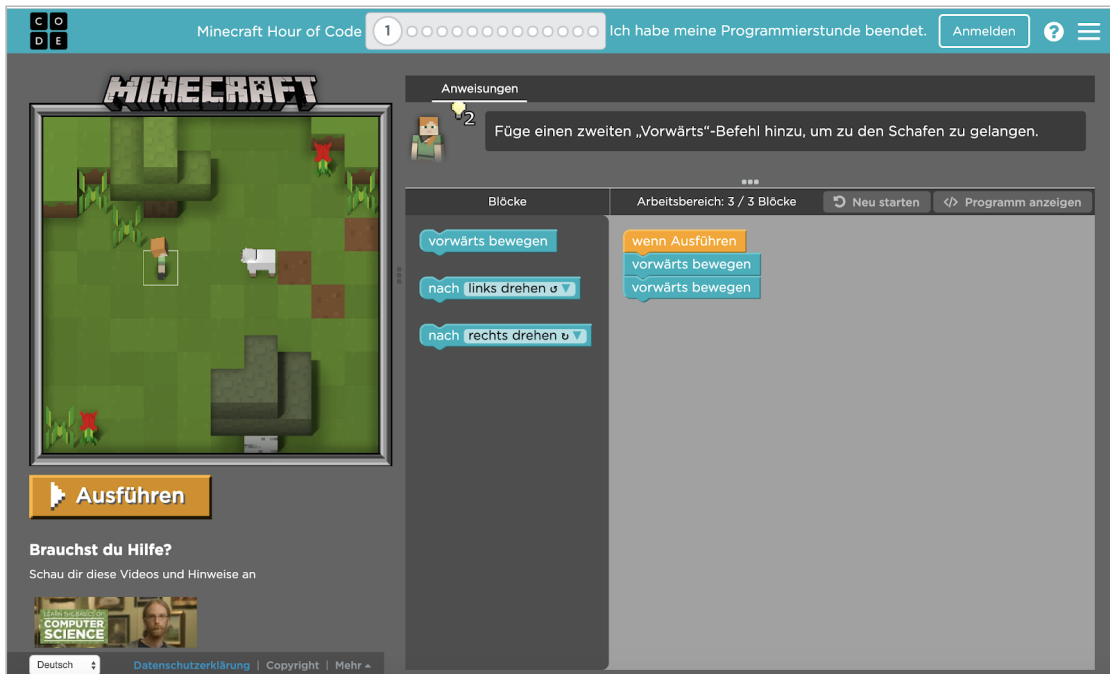 C O
D E
Minecraft Hour of Code
1
Ich habe meine Programmierstunde beendet.
Anmelden
?
MINECRAFT
Anweisungen
2
Füge einen zweiten „Vorwärts“-Befehl hinzu, um zu den Schafen zu gelangen.
Blöcke
Arbeitsbereich: 3 / 3 Blöcke
Neu starten
</> Programm anzeigen
vorwärts bewegen
nach links drehen ↺ ▼
nach rechts drehen ↻ ▼
wenn Ausführen
vorwärts bewegen
vorwärts bewegen
Ausführen
Brauchst du Hilfe?
Schau dir diese Videos und Hinweise an
LEARN THE BASICS OF
COMPUTER
SCIENCE
Deutsch
Datenschutzerklärung | Copyright | Mehr